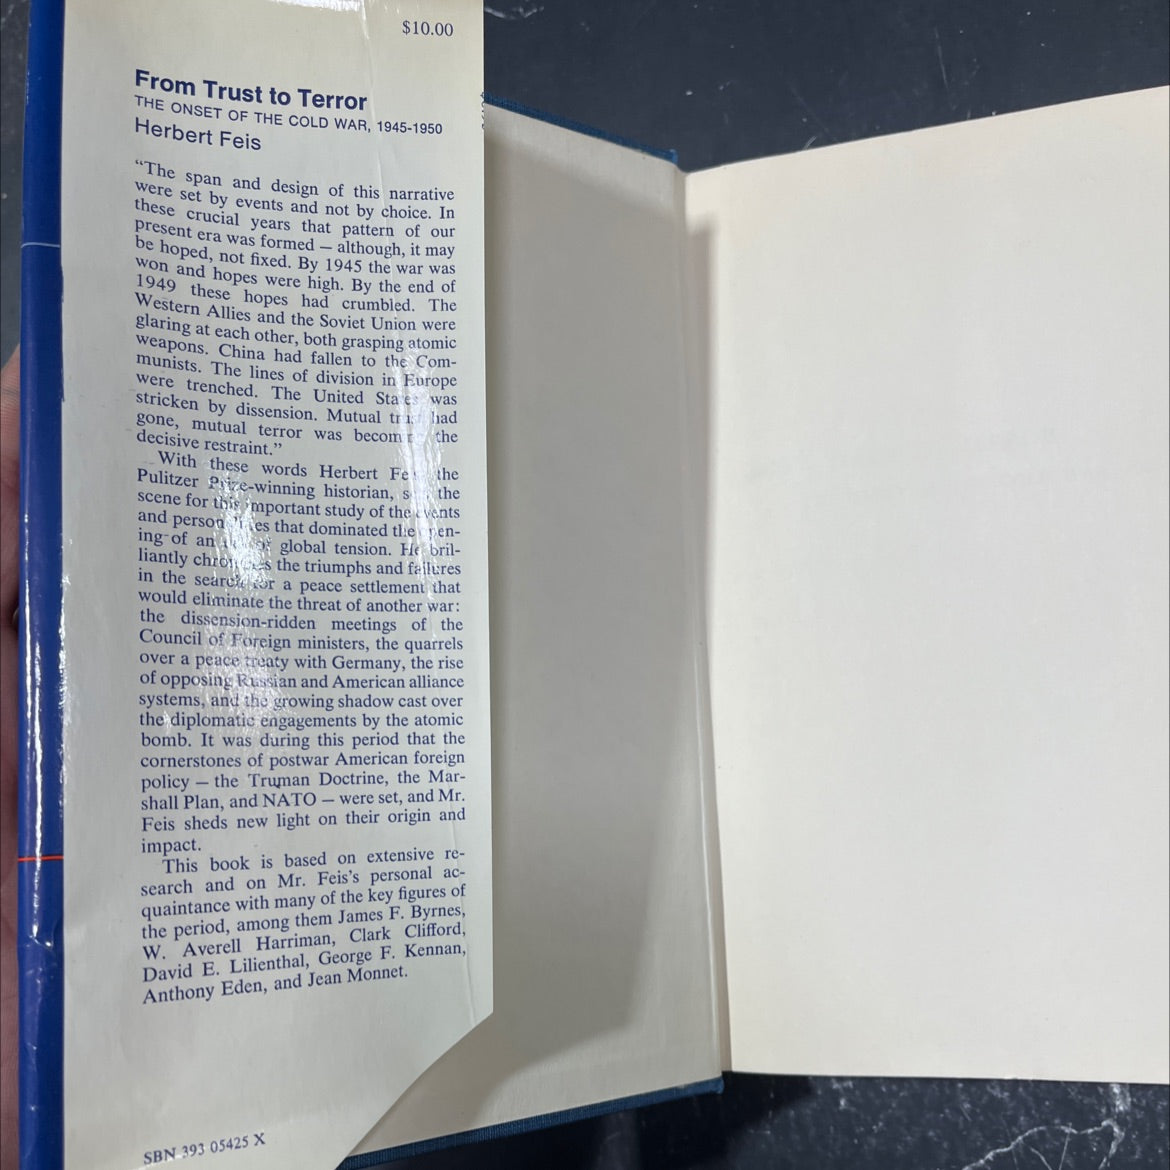 $10.00
From Trust to Terror
THE ONSET OF THE COLD WAR, 1945-1950
Herbert Feis
“The span and design of this narrative
were set by events and not by choice. In
these crucial years that pattern of our
present era was formed — although, it may
be hoped, not fixed. By 1945 the war was
won and hopes were high. By the end of
1949 these hopes had crumbled. The
Western Allies and the Soviet Union were
glaring at each other, both grasping atomic
weapons. China had fallen to the Com-
munists. The lines of division in Europe
were trenched. The United States was
stricken by dissension. Mutual trust had
gone, mutual terror was becoming the
decisive restraint.”
With these words Herbert Feis, the
Pulitzer Prize-winning historian, sets the
scene for this important study of the events
and personalities that dominated the open-
ing of an global tension. He bril-
liantly chronicles the triumphs and failures
in the search for a peace settlement that
would eliminate the threat of another war:
the dissension-ridden meetings of the
Council of Foreign ministers, the quarrels
over a peace treaty with Germany, the rise
of opposing Russian and American alliance
systems, and the growing shadow cast over
the diplomatic engagements by the atomic
bomb. It was during this period that the
cornerstones of postwar American foreign
policy — the Truman Doctrine, the Mar-
shall Plan, and NATO — were set, and Mr.
Feis sheds new light on their origin and
impact.
This book is based on extensive re-
search and on Mr. Feis's personal ac-
quaintance with many of the key figures of
the period, among them James F. Byrnes,
W. Averell Harriman, Clark Clifford,
David E. Lilienthal, George F. Kennan,
Anthony Eden, and Jean Monnet.
SBN 393 05425 X